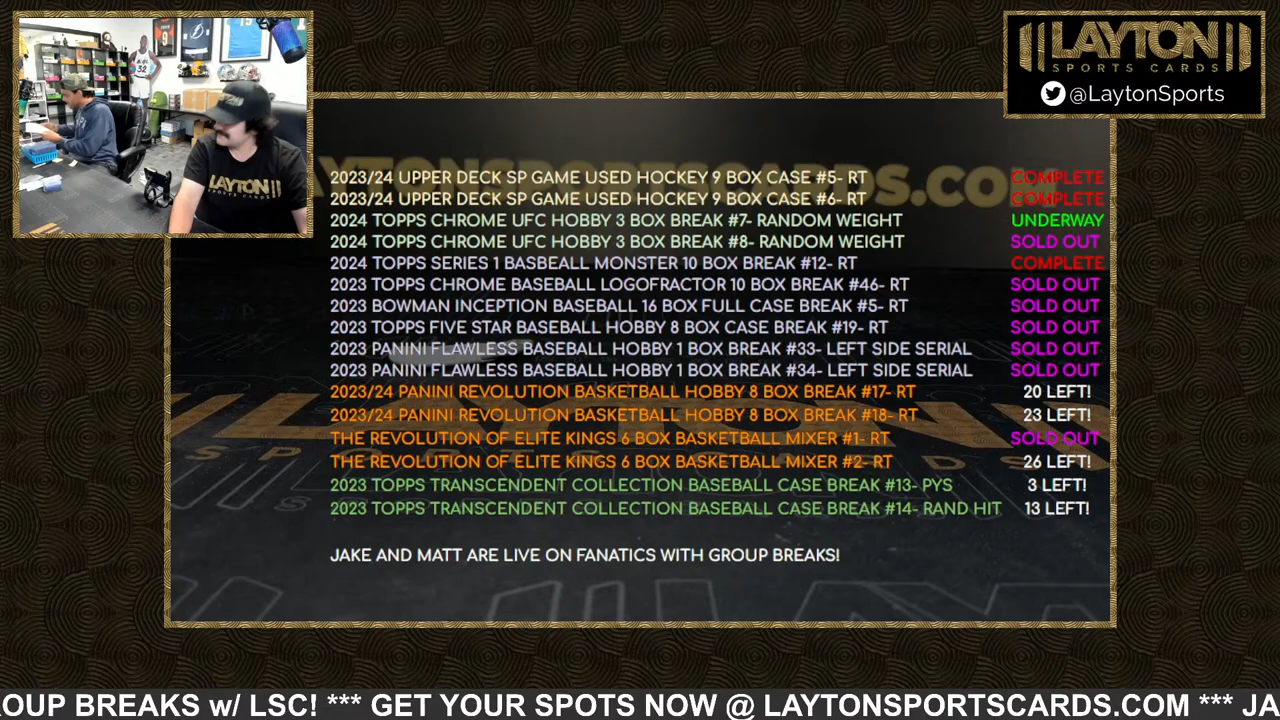 LAYTON
SPORTS CARDS
@LaytonSports
LAYTON
SPORTS CARDS
AYTONSPORTSCARDS.CO
2023/24 UPPER DECK SP GAME USED HOCKEY 9 BOX CASE #5- RT COMPLETE
2023/24 UPPER DECK SP GAME USED HOCKEY 9 BOX CASE #6- RT COMPLETE
2024 TOPPS CHROME UFC HOBBY 3 BOX BREAK #7- RANDOM WEIGHT UNDERWAY
2024 TOPPS CHROME UFC HOBBY 3 BOX BREAK #8- RANDOM WEIGHT SOLD OUT
2024 TOPPS SERIES 1 BASBEALL MONSTER 10 BOX BREAK #12- RT COMPLETE
2023 TOPPS CHROME BASEBALL LOGOFRACTOR 10 BOX BREAK #46- RT SOLD OUT
2023 BOWMAN INCEPTION BASEBALL 16 BOX FULL CASE BREAK #5- RT SOLD OUT
2023 TOPPS FIVE STAR BASEBALL HOBBY 8 BOX CASE BREAK #19- RT SOLD OUT
2023 PANINI FLAWLESS BASEBALL HOBBY 1 BOX BREAK #33- LEFT SIDE SERIAL SOLD OUT
2023 PANINI FLAWLESS BASEBALL HOBBY 1 BOX BREAK #34- LEFT SIDE SERIAL SOLD OUT
2023/24 PANINI REVOLUTION BASKETBALL HOBBY 8 BOX BREAK #17- RT 20 LEFT!
2023/24 PANINI REVOLUTION BASKETBALL HOBBY 8 BOX BREAK #18- RT 23 LEFT!
THE REVOLUTION OF ELITE KINGS 6 BOX BASKETBALL MIXER #1- RT SOLD OUT
THE REVOLUTION OF ELITE KINGS 6 BOX BASKETBALL MIXER #2- RT 26 LEFT!
2023 TOPPS TRANSCENDENT COLLECTION BASEBALL CASE BREAK #13- PYS 3 LEFT!
2023 TOPPS TRANSCENDENT COLLECTION BASEBALL CASE BREAK #14- RAND HIT 13 LEFT!
JAKE AND MATT ARE LIVE ON FANATICS WITH GROUP BREAKS!
OUP BREAKS w/ LSC! *** GET YOUR SPOTS NOW @ LAYTONSPORTSCARDS.COM *** JA